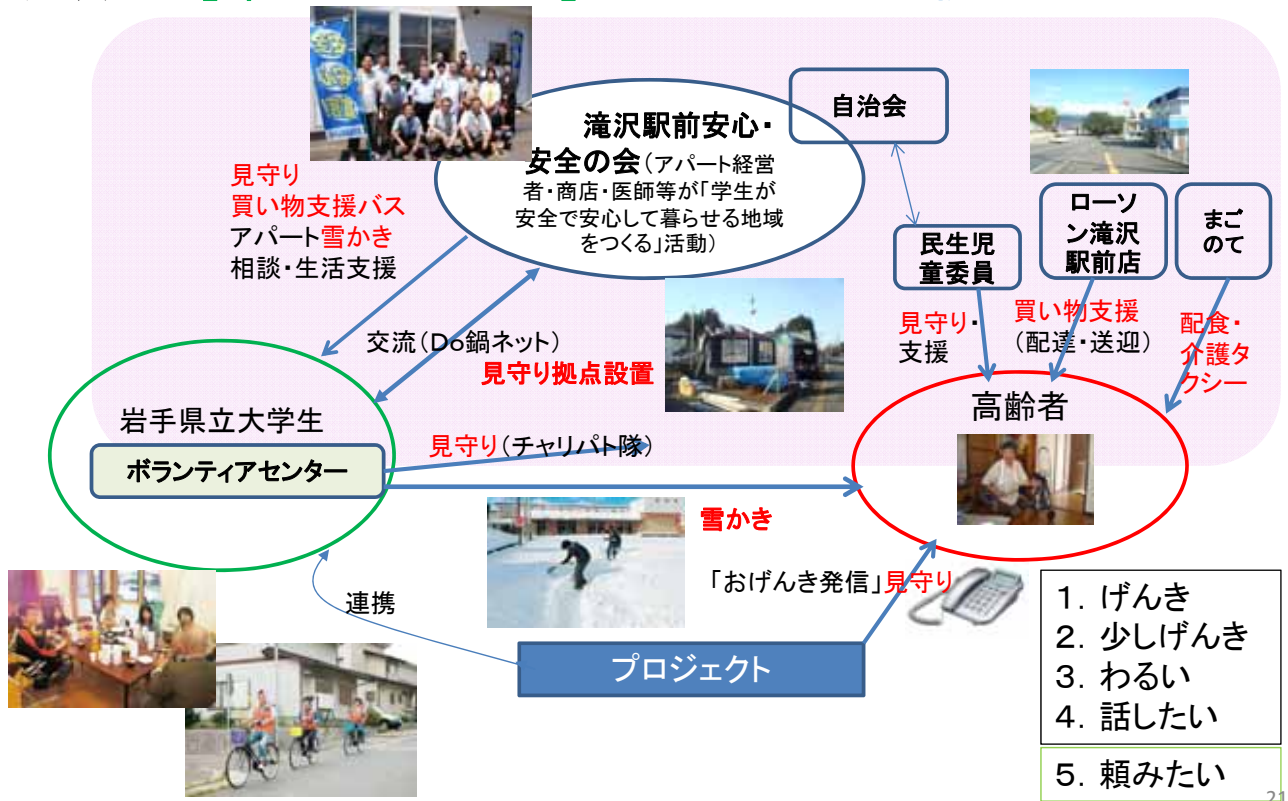 滝沢駅前安心・
安全の会(アパート経営
者・商店・医師等が「学生が
安全で安心して暮らせる地域
をつくる」活動)
自治会
見守り
買い物支援バス
アパート雪かき
相談・生活支援
民生児
童委員
ローソ
ン滝沢
駅前店
まご
のて
見守り・
支援
買い物支援
(配達・送迎)
配食・
介護タ
クシー
交流(Do鍋ネット)
見守り拠点設置
高齢者
岩手県立大学生
ボランティアセンター
見守り(チャリパト隊)
雪かき
「おげんき発信」見守り
連携
プロジェクト
1. げんき
2. 少しげんき
3. わるい
4. 話したい
5. 頼みたい
21